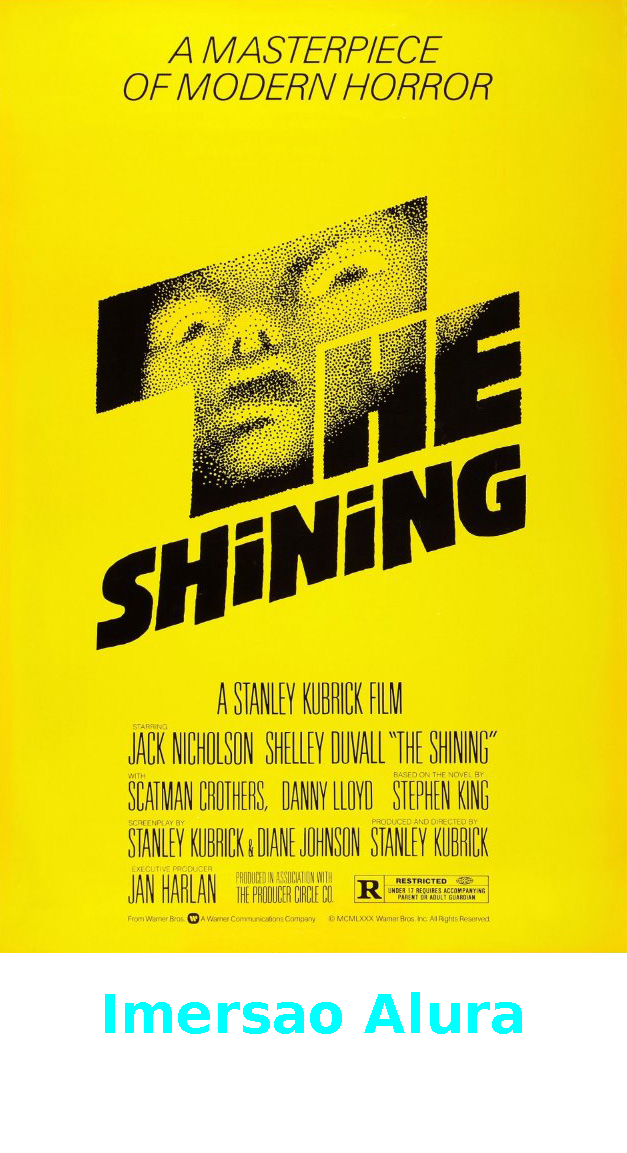 A MASTERPIECE
OF MODERN HORROR
THE
SHiNiNG
A STANLEY KUBRICK FILM
STARRING
JACK NICHOLSON SHELLEY DUVALL "THE SHINING"
WITH BASED ON THE NOVEL BY
SCATMAN CROTHERS, DANNY LLOYD STEPHEN KING
SCREENPLAY BY PRODUCED AND DIRECTED BY
STANLEY KUBRICK & DIANE JOHNSON STANLEY KUBRICK
EXECUTIVE PRODUCER
JAN HARLAN
PRODUCED IN ASSOCIATION WITH
THE PRODUCER CIRCLE CO.
R RESTRICTED
UNDER 17 REQUIRES ACCOMPANYING
PARENT OR ADULT GUARDIAN
From Warner Bros. W A Warner Communications Company © MCMLXXX Warner Bros. Inc. All Rights Reserved
Imersao Alura